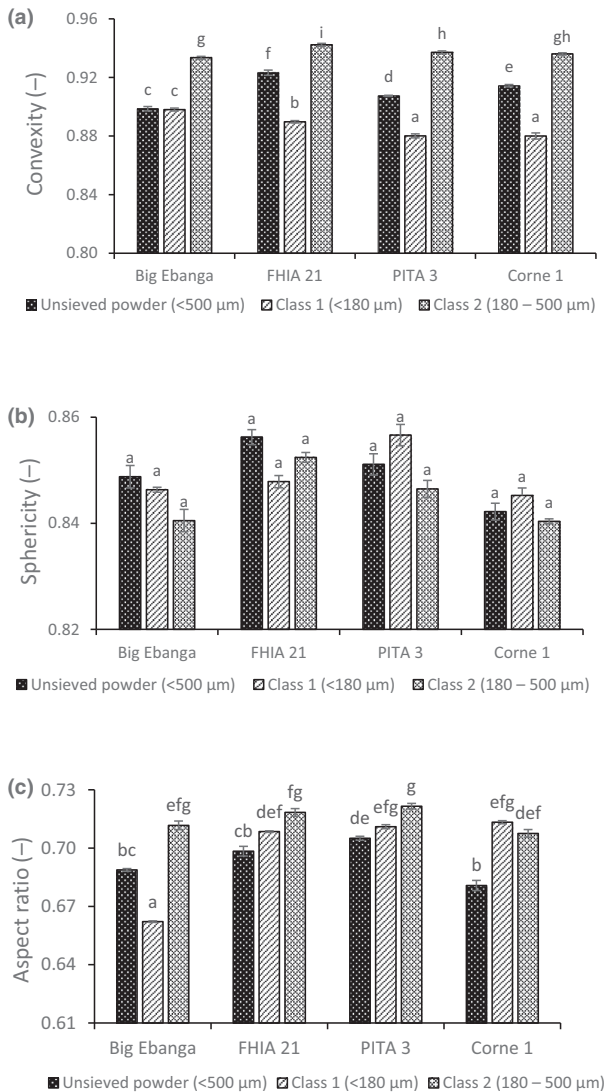 (a)
Convexity (–)
0.96
0.92
0.88
0.84
0.80
c c g
f b i
d a h
e a gh
Big Ebanga FHIA 21 PITA 3 Corne 1
Unsieved powder (<500 μm) Class 1 (<180 μm) Class 2 (180 – 500 μm)
(b)
Sphericity (–)
0.86
0.84
0.82
a a a
a a a
a a a
a a a
Big Ebanga FHIA 21 PITA 3 Corne 1
Unsieved powder (<500 μm) Class 1 (<180 μm) Class 2 (180 – 500 μm)
(c)
Aspect ratio (–)
0.73
0.70
0.67
0.64
0.61
bc a efg
cb def fg
de efg g
b efg def
Big Ebanga FHIA 21 PITA 3 Corne 1
Unsieved powder (<500 μm) Class 1 (<180 μm) Class 2 (180 – 500 μm)